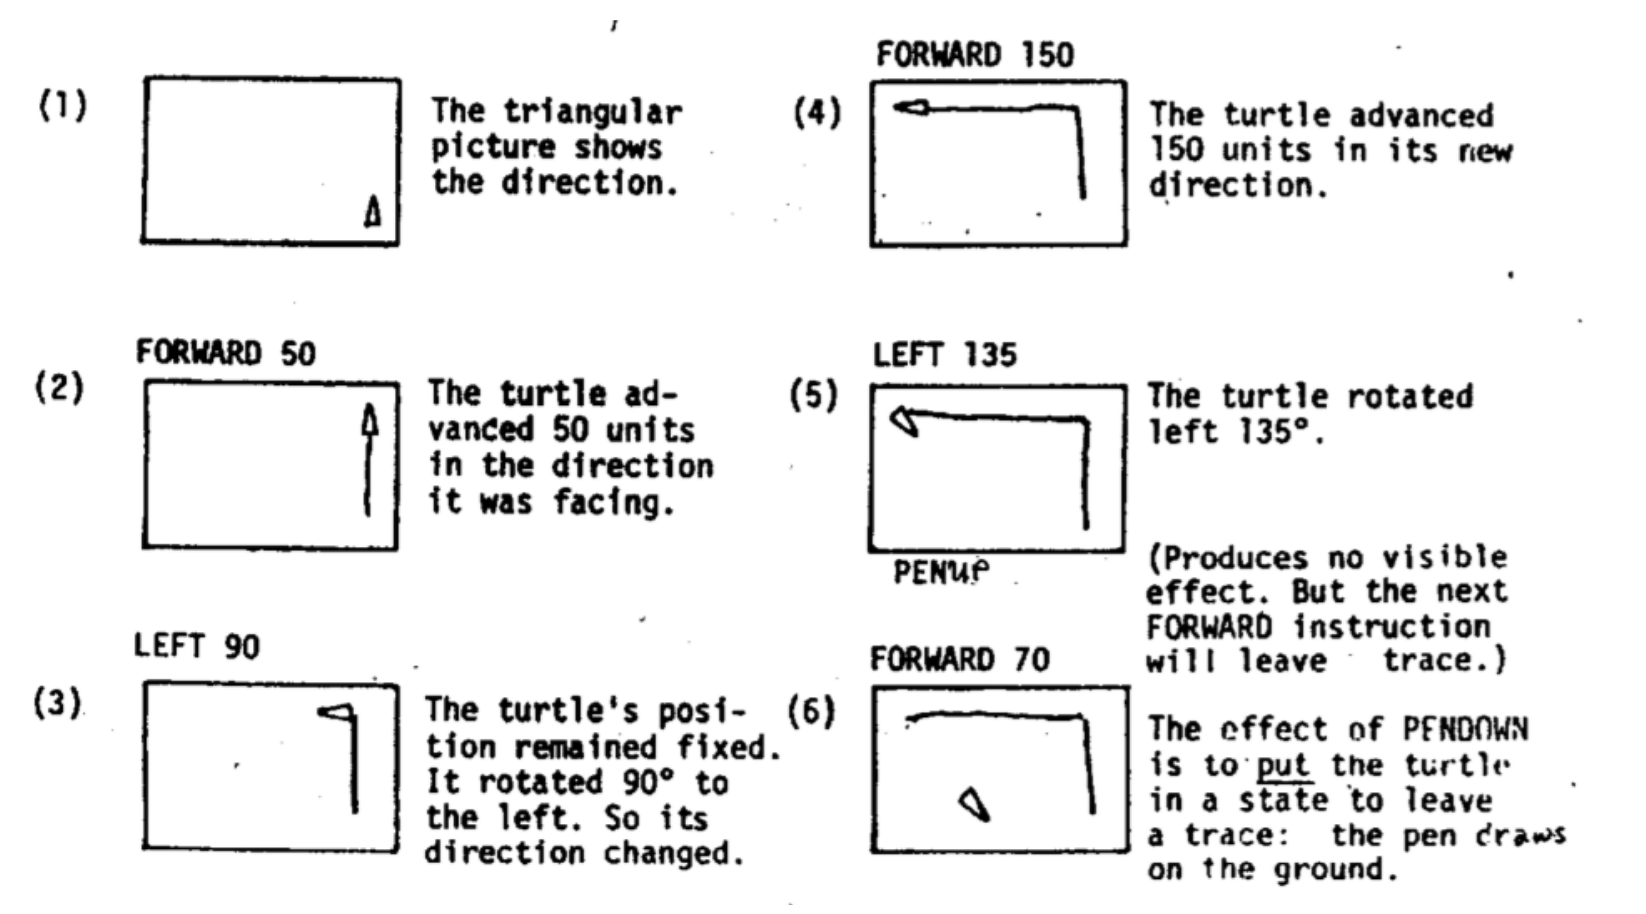 (1)
The triangular
picture shows
the direction.
FORWARD 50
(2)
The turtle ad-
vanced 50 units
in the direction
it was facing.
LEFT 90
(3)
The turtle's posi-
tion remained fixed.
It rotated 90° to
the left. So its
direction changed.
FORWARD 150
(4)
The turtle advanced
150 units in its new
direction.
LEFT 135
(5)
The turtle rotated
left 135°.
PENUP
(Produces no visible
effect. But the next
FORWARD instruction
will leave trace.)
FORWARD 70
(6)
The effect of PENDOWN
is to put the turtle
in a state to leave
a trace: the pen draws
on the ground.